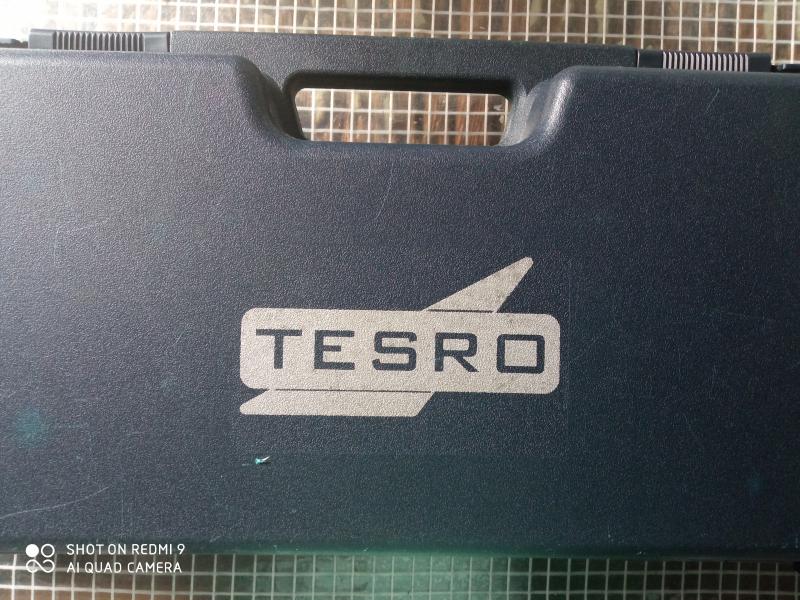 TESRO
SHOT ON REDMI 9
AI QUAD CAMERA